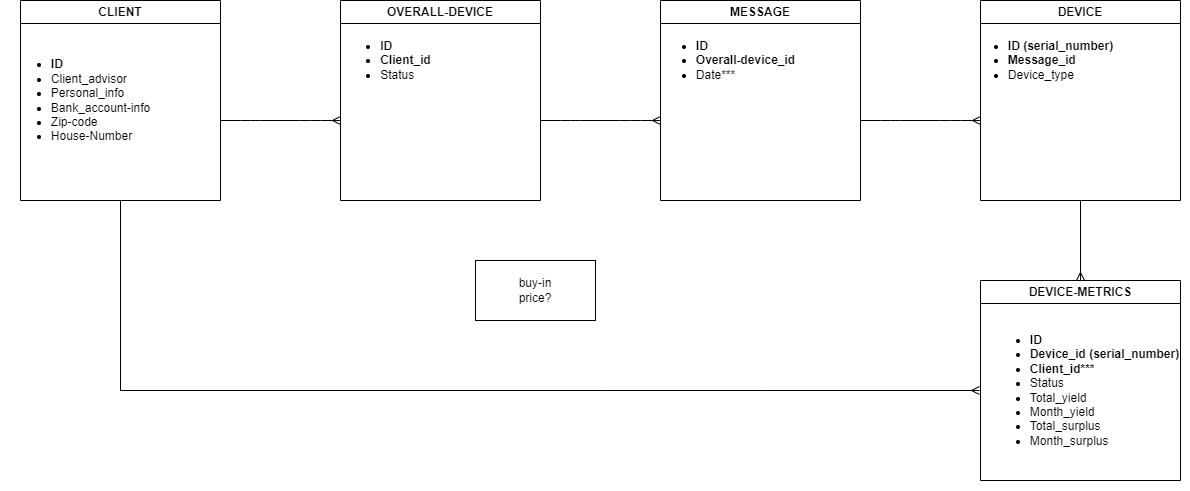 CLIENT
ID
Client_advisor
Personal_info
Bank_account-info
Zip-code
House-Number
OVERALL-DEVICE
ID
Client_id
Status
MESSAGE
ID
Overall-device_id
Date***
DEVICE
ID (serial_number)
Message_id
Device_type
buy-in
price?
DEVICE-METRICS
ID
Device_id (serial_number)
Client_id***
Status
Total_yield
Month_yield
Total_surplus
Month_surplus